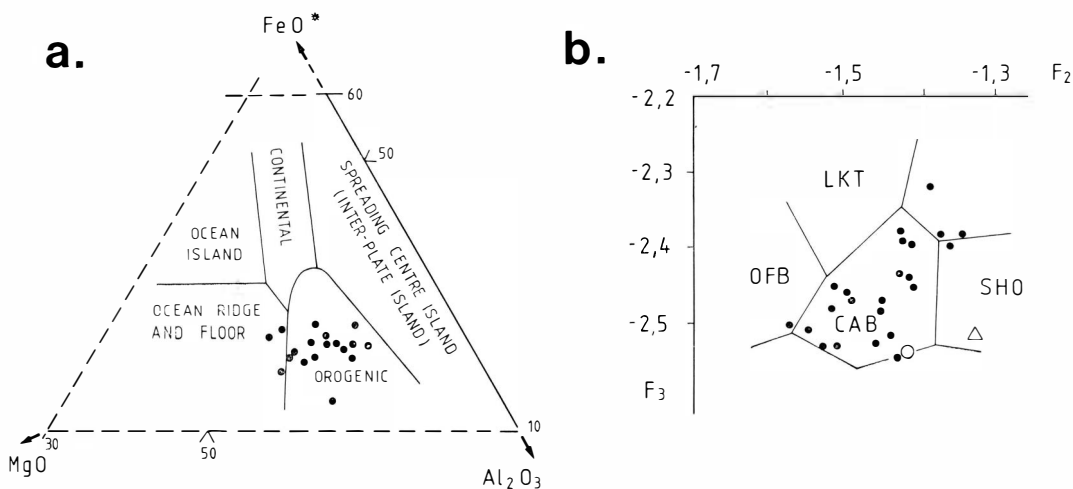 a.
FeO*
60
50
CONTINENTAL
SPREADING CENTRE ISLAND
(INTER-PLATE ISLAND)
OCEAN
ISLAND
OCEAN RIDGE
AND FLOOR
OROGENIC
30
50
10
MgO
Al₂O₃
b.
-1,7
-1,5
-1,3
F₂
-2,2
-2,3
-2,4
-2,5
F₃
LKT
OFB
SHO
CAB